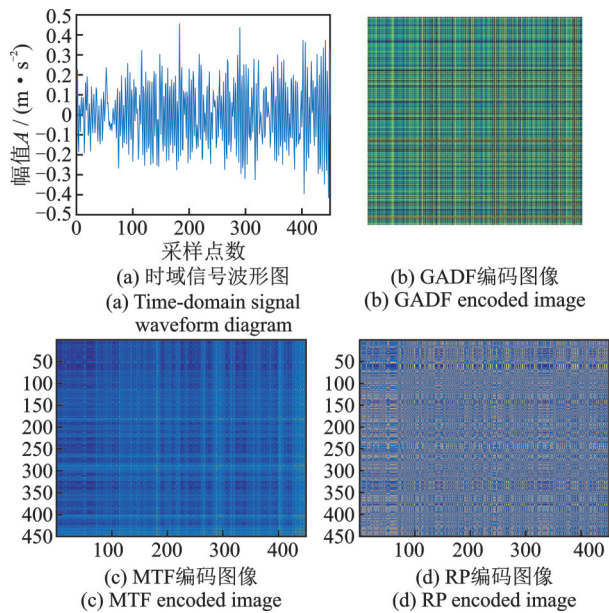 幅值A / (m·s⁻²)
0.5
0.4
0.3
0.2
0.1
0
−0.1
−0.2
−0.3
−0.4
−0.5
0 100 200 300 400
采样点数
(a) 时域信号波形图
(a) Time-domain signal
waveform diagram
(b) GADF编码图像
(b) GADF encoded image
50
100
150
200
250
300
350
400
450
100 200 300 400
(c) MTF编码图像
(c) MTF encoded image
50
100
150
200
250
300
350
400
450
100 200 300 400
(d) RP编码图像
(d) RP encoded image